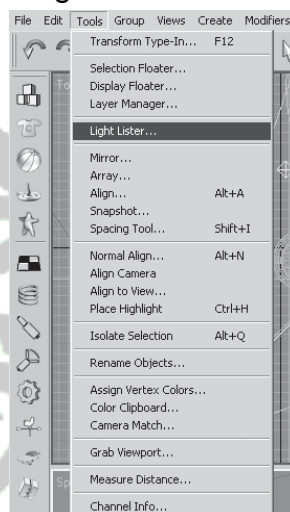 File Edit Tools Group Views Create Modifiers
Transform Type-In... F12
Selection Floater...
Display Floater...
Layer Manager...
Light Lister...
Mirror...
Array...
Align... Alt+A
Snapshot...
Spacing Tool... Shift+I
Normal Align... Alt+N
Align Camera
Align to View...
Place Highlight Ctrl+H
Isolate Selection Alt+Q
Rename Objects...
Assign Vertex Colors...
Color Clipboard...
Camera Match...
Grab Viewport...
Measure Distance...
Channel Info...